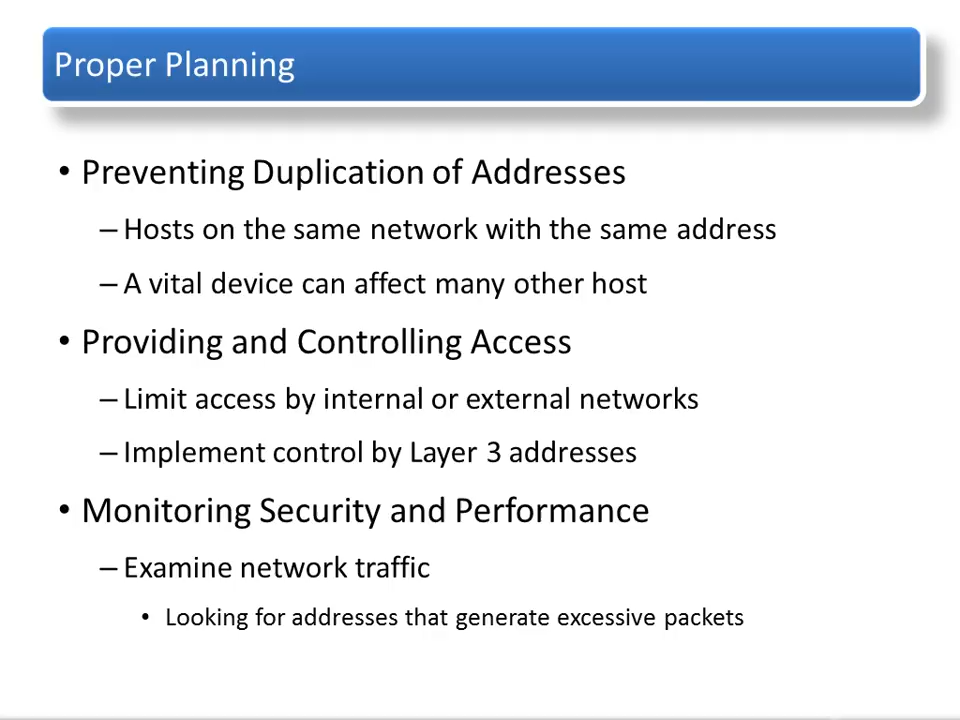 Proper Planning
• Preventing Duplication of Addresses
– Hosts on the same network with the same address
– A vital device can affect many other host
• Providing and Controlling Access
– Limit access by internal or external networks
– Implement control by Layer 3 addresses
• Monitoring Security and Performance
– Examine network traffic
• Looking for addresses that generate excessive packets